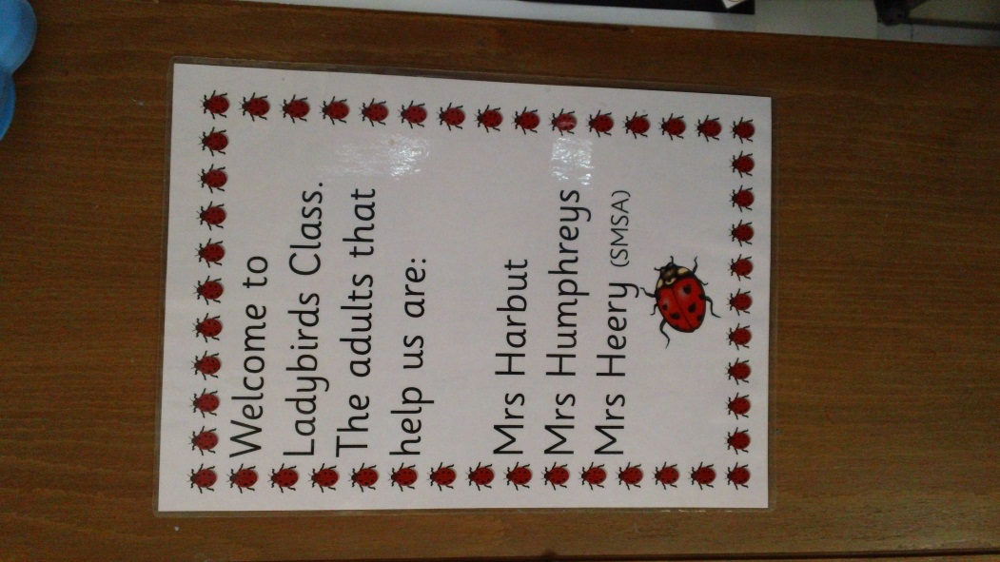 Welcome to
Ladybirds Class.
The adults that
help us are:
Mrs Harbut
Mrs Humphreys
Mrs Heery (SMSA)